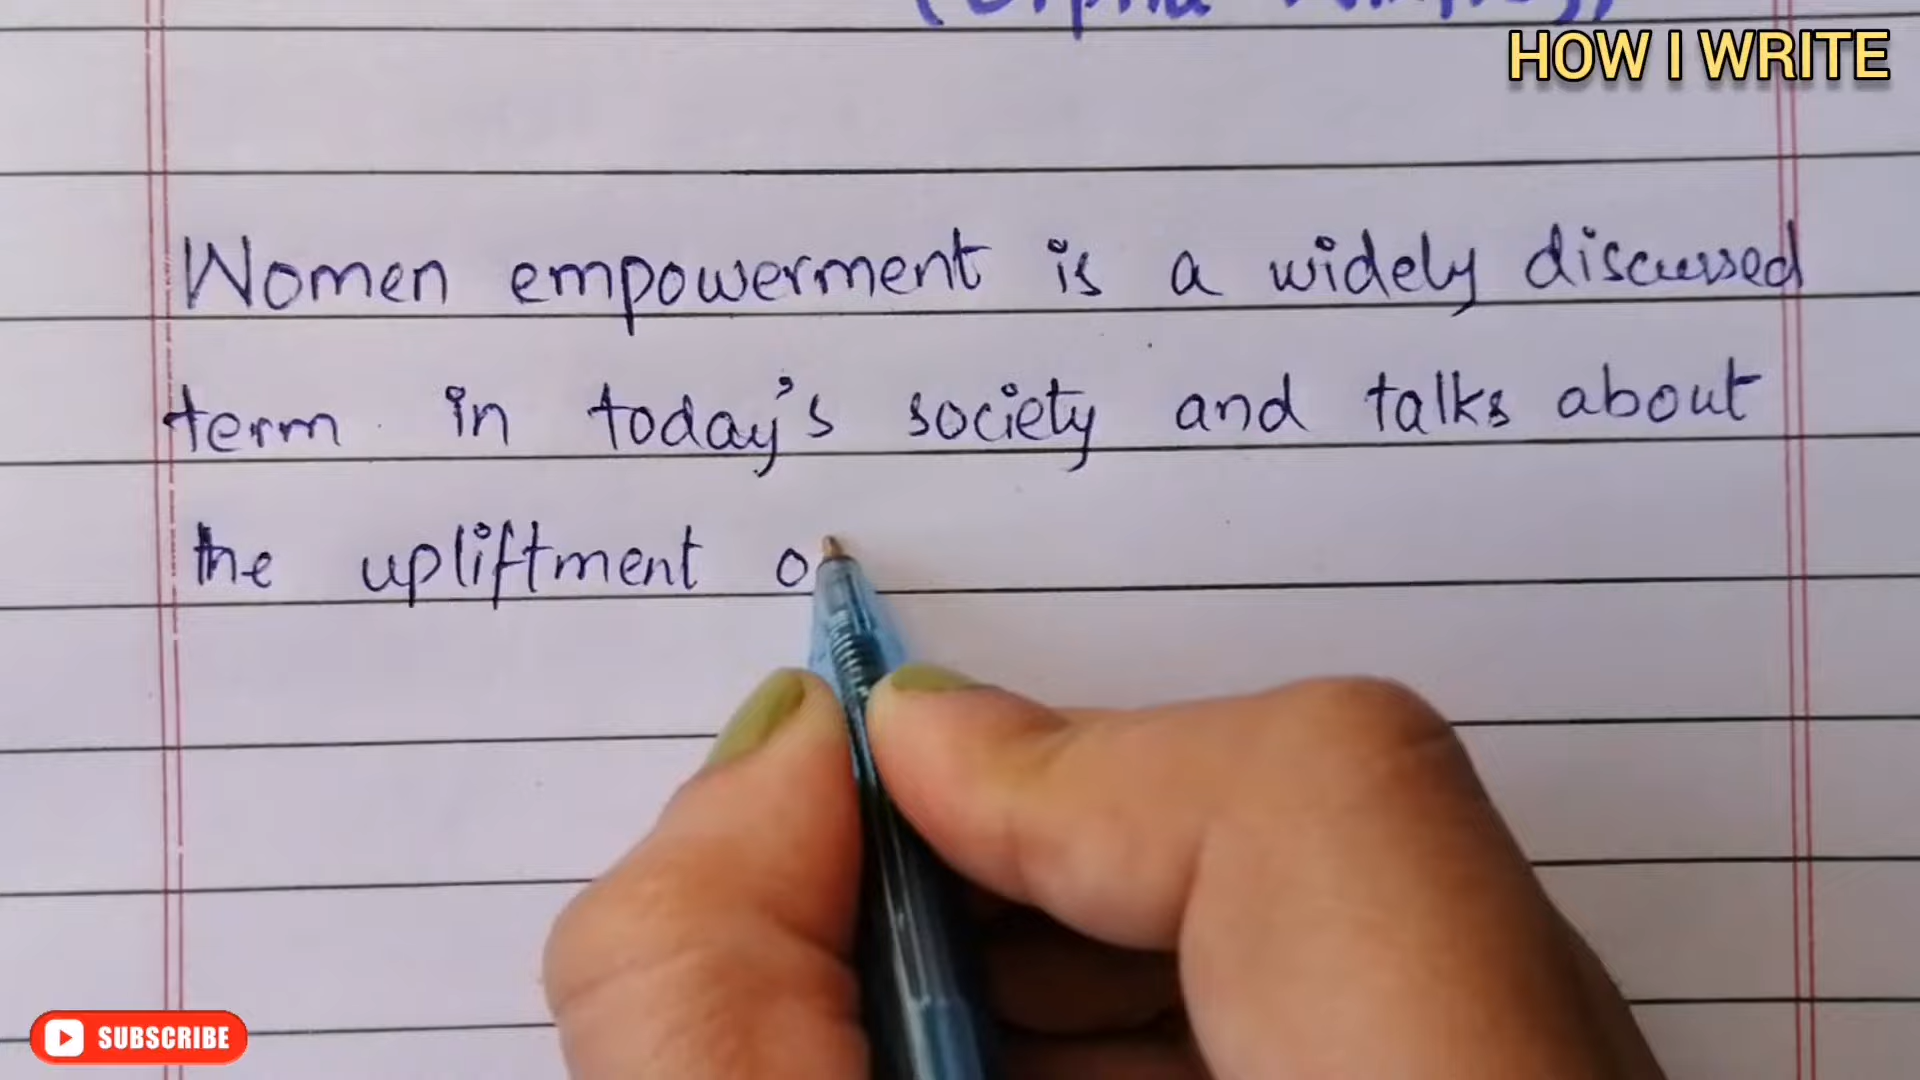 HOW I WRITE
Women empowerment is a widely discussed
term in today's society and talks about
the upliftment o
SUBSCRIBE